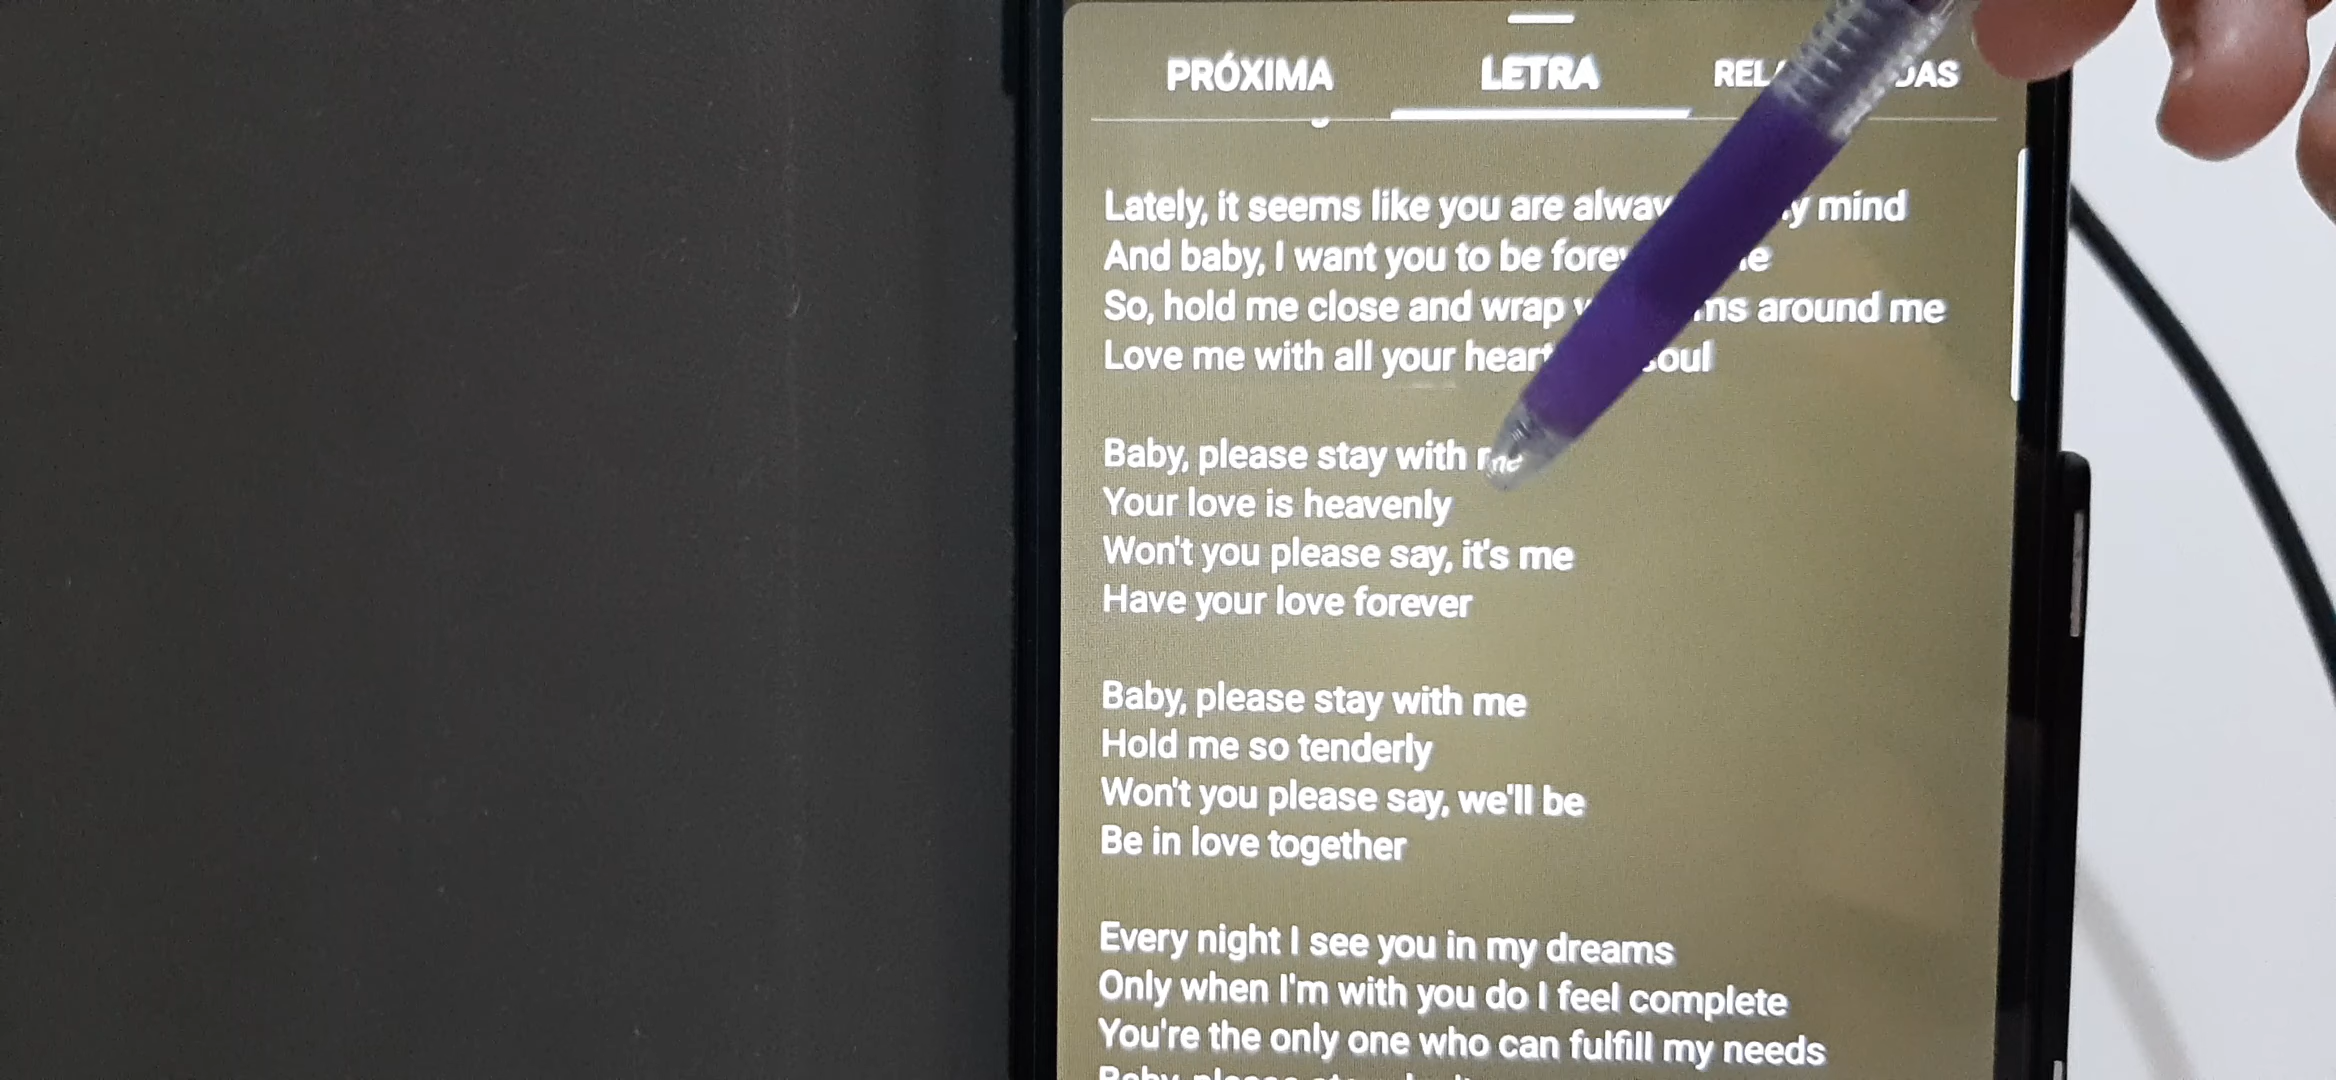 PRÓXIMA LETRA
Lately, it seems like you are mind
And baby, I want you to be
So, hold me close and wrap around me
Love me with all your heart soul
Baby, please stay with me
Your love is heavenly
Won't you please say, it's me
Have your love forever
Baby, please stay with me
Hold me so tenderly
Won't you please say, we'll be
Be in love together
Every night I see you in my dreams
Only when I'm with you do I feel complete
You're the only one who can fulfill my needs